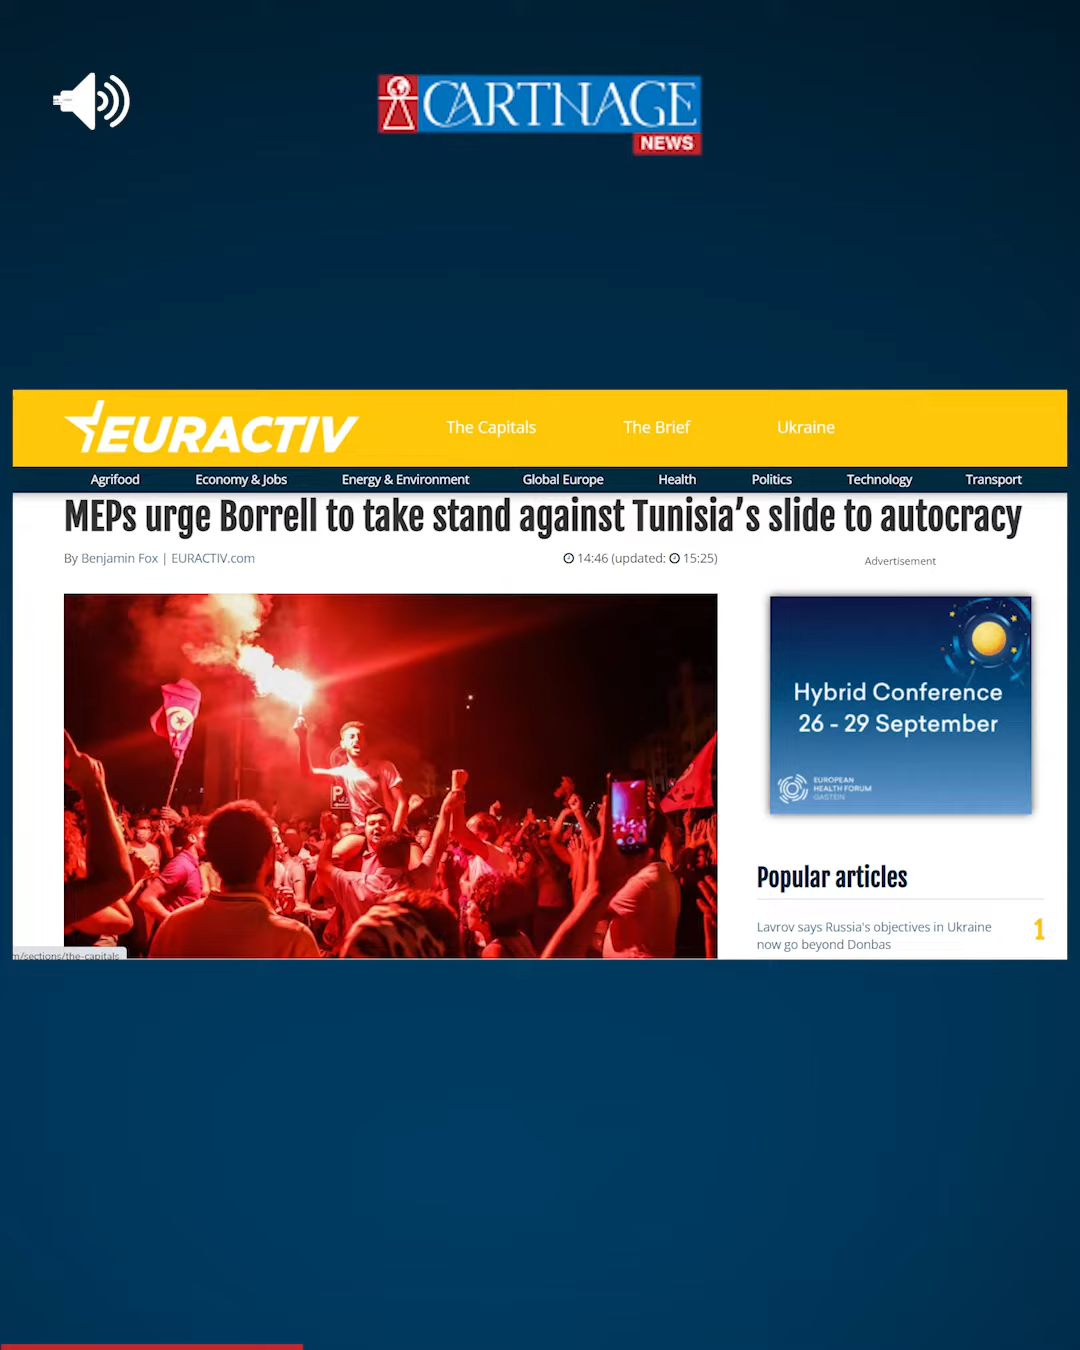 CARTHAGE
NEWS
EURACTIV
The Capitals
The Brief
Ukraine
Agrifood
Economy & Jobs
Energy & Environment
Global Europe
Health
Politics
Technology
Transport
MEPs urge Borrell to take stand against Tunisia's slide to autocracy
By Benjamin Fox | EURACTIV.com
14:46 (updated: 15:25)
Advertisement
Hybrid Conference
26 - 29 September
EUROPEAN
HEALTH FORUM
GASTEIN
P
Popular articles
Lavrov says Russia's objectives in Ukraine
now go beyond Donbas
1
m/sections/the-capitals